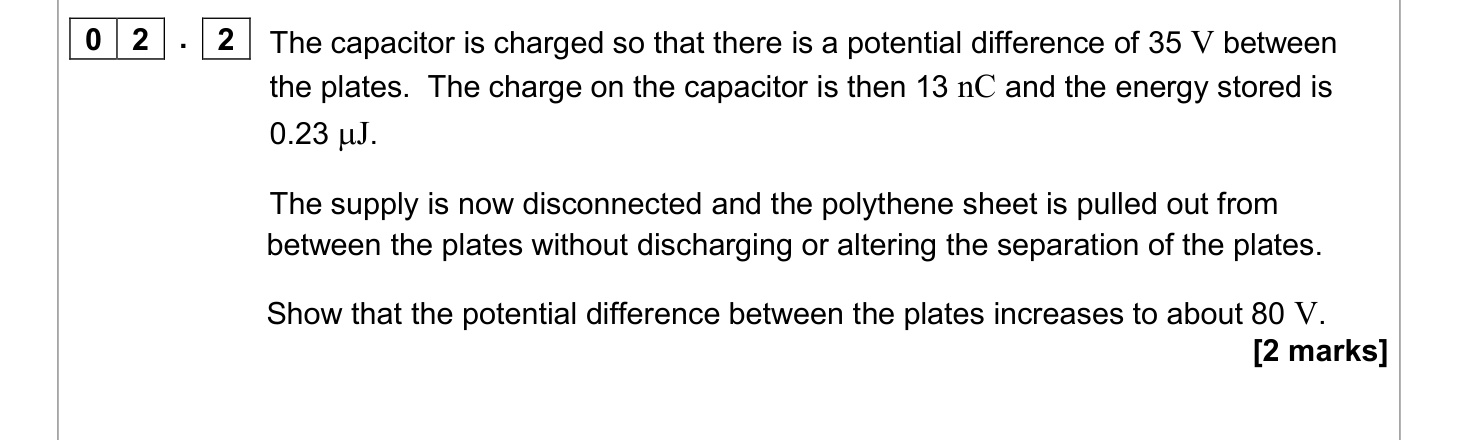 02.2 The capacitor is charged so that there is a potential difference of 35 V between
the plates. The charge on the capacitor is then 13 nC and the energy stored is
0.23 µJ.
The supply is now disconnected and the polythene sheet is pulled out from
between the plates without discharging or altering the separation of the plates.
Show that the potential difference between the plates increases to about 80 V.
[2 marks]